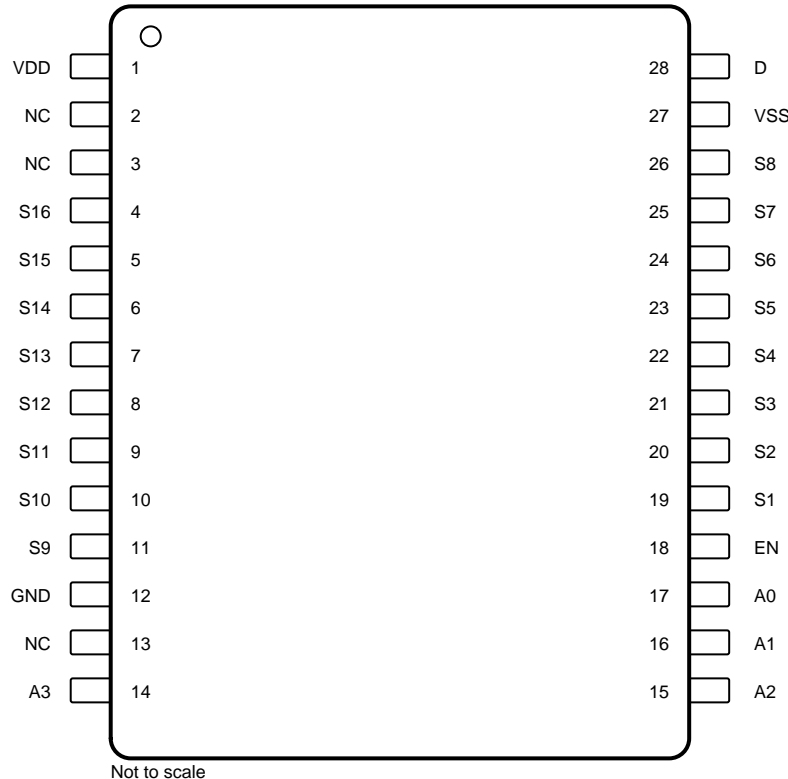 VDD 1 28 D
NC 2 27 VSS
NC 3 26 S8
S16 4 25 S7
S15 5 24 S6
S14 6 23 S5
S13 7 22 S4
S12 8 21 S3
S11 9 20 S2
S10 10 19 S1
S9 11 18 EN
GND 12 17 A0
NC 13 16 A1
A3 14 15 A2
Not to scale